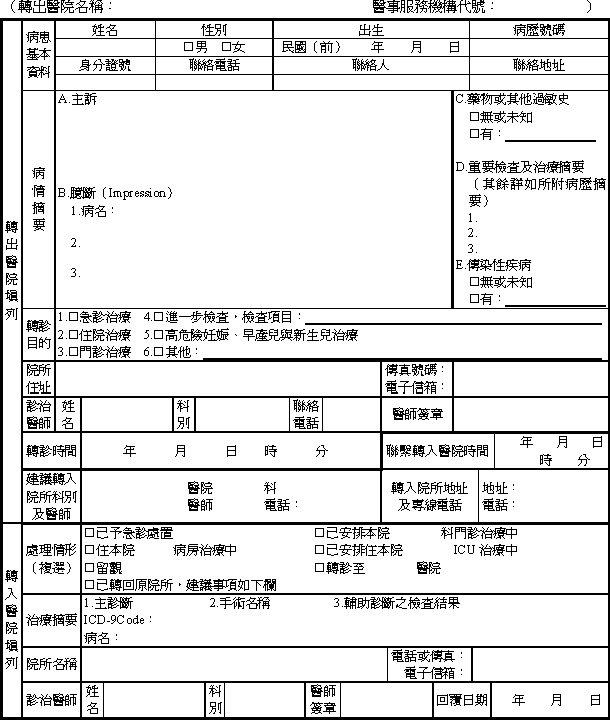 （轉出醫院名稱： 醫事服務機構代號： ）
轉出醫院填列
病患基本資料
姓名 性別 出生 病歷號碼
□男 □女 民國（前） 年 月 日
身分證號 聯絡電話 聯絡人 聯絡地址
病情摘要
A.主訴
B.臆斷（Impression）
1.病名：
2.
3.
C.藥物或其他過敏史
□無或未知
□有：
D.重要檢查及治療摘要
（其餘詳如所附病歷摘
要）
1.
2.
3.
E.傳染性疾病
□無或未知
□有：
轉診目的
1.□急診治療 4.□進一步檢查，檢查項目：
2.□住院治療 5.□高危險妊娠、早產兒與新生兒治療
3.□門診治療 6.□其他：
院所住址 傳真號碼：
電子信箱：
診治醫師 姓名 科別 聯絡電話 醫師簽章
轉診時間 年 月 日 時 分 聯繫轉入醫院時間 年 月 日
時 分
建議轉入院所科別及醫師
醫院 科
醫師 電話：
轉入院所地址及專線電話
地址：
電話：
轉入醫院填列
處理情形（複選）
□已予急診處置 □已安排本院 科門診治療中
□住本院 病房治療中 □已安排住本院 ICU 治療中
□留觀 □轉診至 醫院
□已轉回原院所，建議事項如下欄
治療摘要
1.主診斷 2.手術名稱 3.輔助診斷之檢查結果
ICD-9Code：
病名：
院所名稱 電話或傳真：
電子信箱：
診治醫師 姓名 科別 醫師簽章 回覆日期 年 月 日